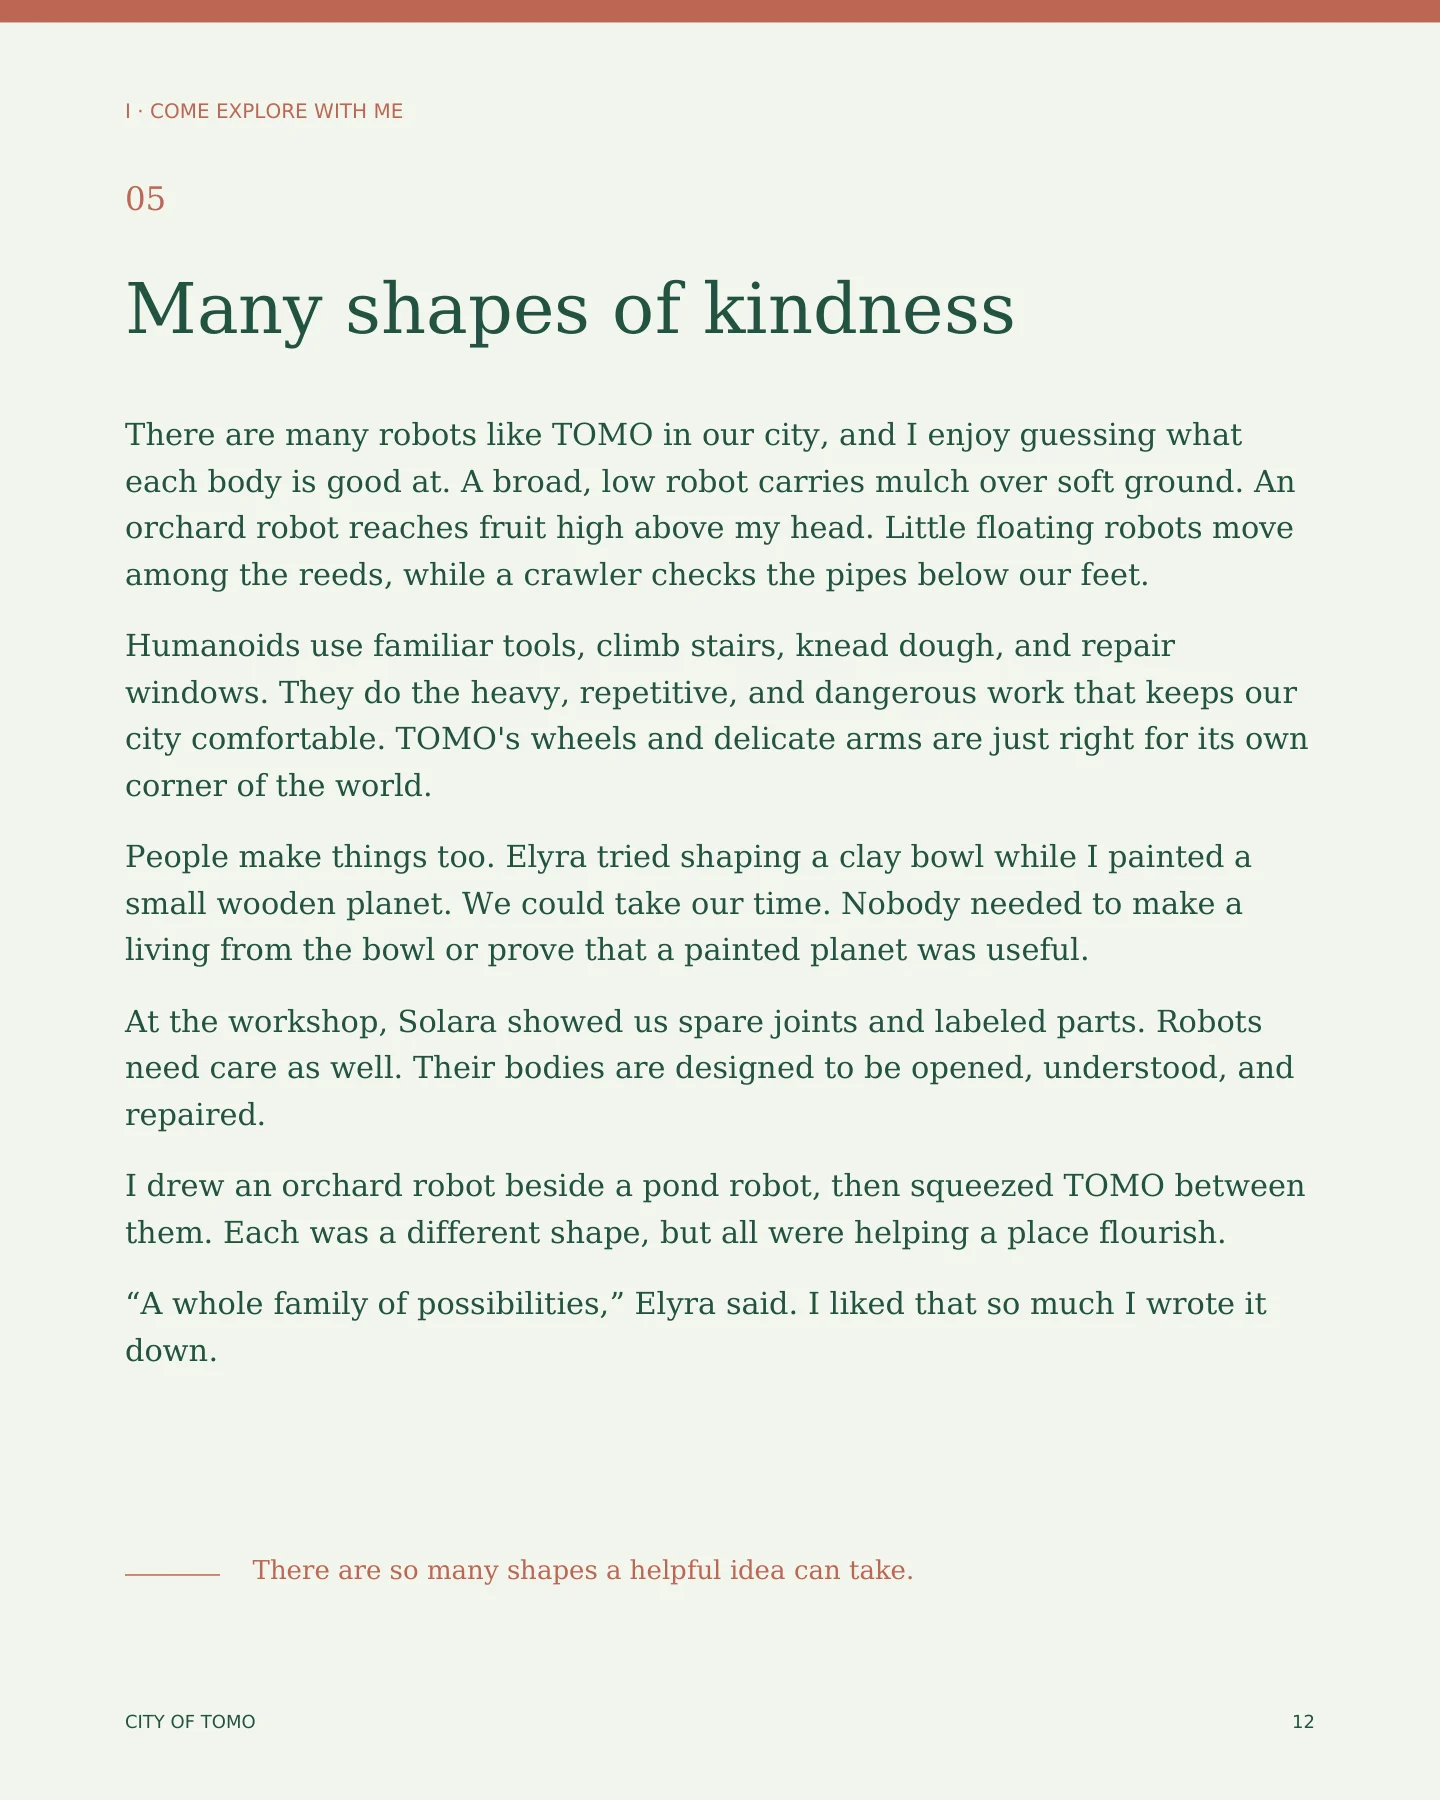 I · COME EXPLORE WITH ME
05
Many shapes of kindness
There are many robots like TOMO in our city, and I enjoy guessing what
each body is good at. A broad, low robot carries mulch over soft ground. An
orchard robot reaches fruit high above my head. Little floating robots move
among the reeds, while a crawler checks the pipes below our feet.
Humanoids use familiar tools, climb stairs, knead dough, and repair
windows. They do the heavy, repetitive, and dangerous work that keeps our
city comfortable. TOMO's wheels and delicate arms are just right for its own
corner of the world.
People make things too. Elyra tried shaping a clay bowl while I painted a
small wooden planet. We could take our time. Nobody needed to make a
living from the bowl or prove that a painted planet was useful.
At the workshop, Solara showed us spare joints and labeled parts. Robots
need care as well. Their bodies are designed to be opened, understood, and
repaired.
I drew an orchard robot beside a pond robot, then squeezed TOMO between
them. Each was a different shape, but all were helping a place flourish.
“A whole family of possibilities,” Elyra said. I liked that so much I wrote it
down.
There are so many shapes a helpful idea can take.
CITY OF TOMO
12